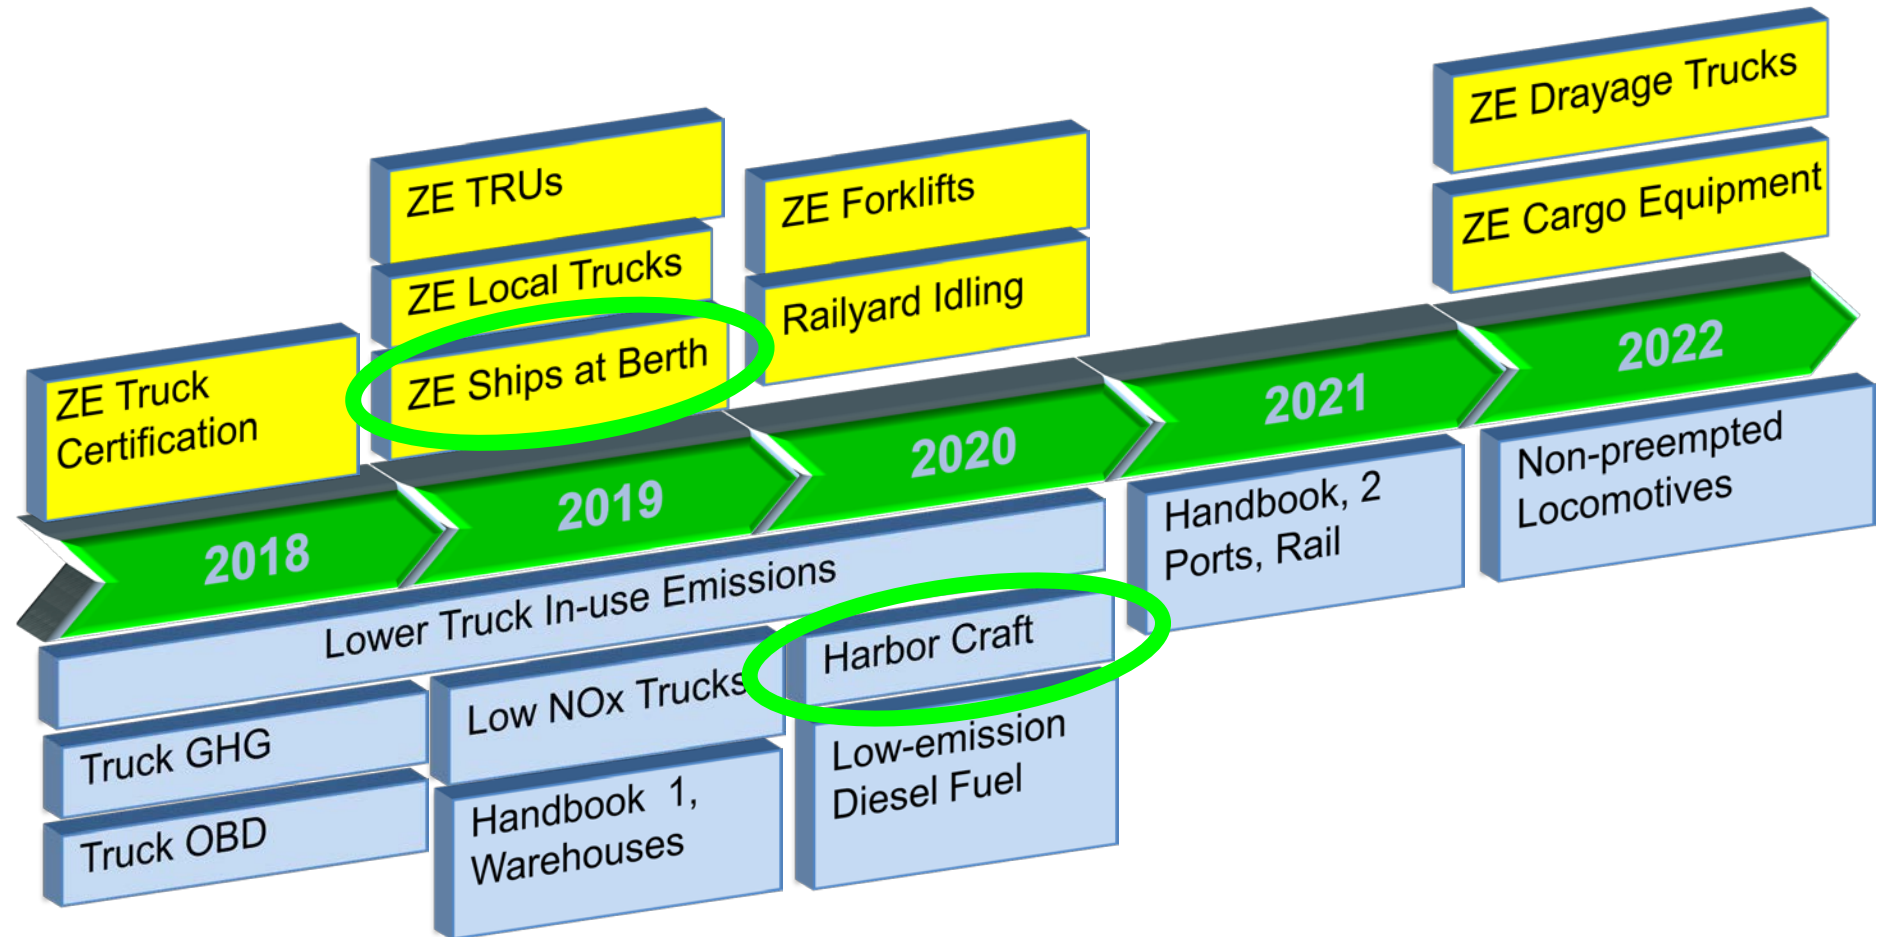 ZE Drayage Trucks
ZE Cargo Equipment
ZE TRUs
ZE Local Trucks
ZE Ships at Berth
ZE Forklifts
Railyard Idling
ZE Truck
Certification
2018
2019
2020
2021
2022
Lower Truck In-use Emissions
Truck GHG
Truck OBD
Low NOx Trucks
Handbook 1,
Warehouses
Harbor Craft
Low-emission
Diesel Fuel
Handbook, 2
Ports, Rail
Non-preempted
Locomotives